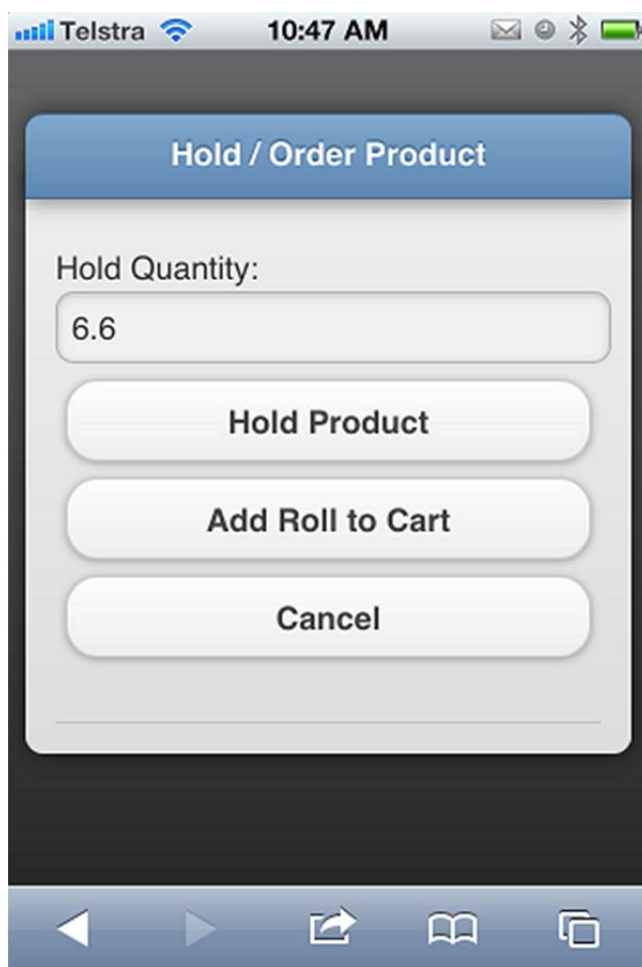 Telstra 10:47 AM
Hold / Order Product
Hold Quantity:
6.6
Hold Product
Add Roll to Cart
Cancel